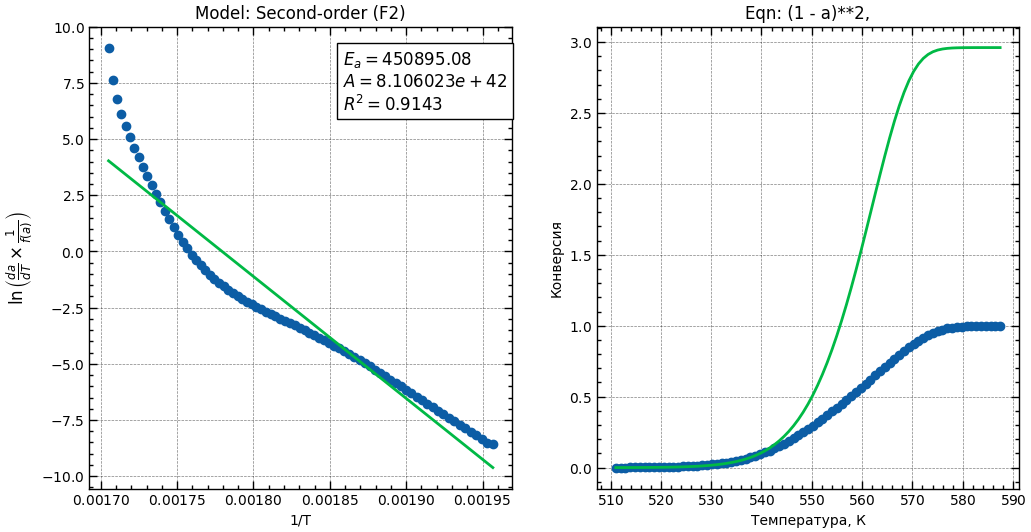 Model: Second-order (F2)
10.0
7.5
5.0
2.5
0.0
−2.5
−5.0
−7.5
−10.0
ln (da/dT × 1/f(a))
E_a = 450895.08
A = 8.106023e + 42
R² = 0.9143
0.00170 0.00175 0.00180 0.00185 0.00190 0.00195
1/T
Eqn: (1 - a)**2,
3.0
2.5
2.0
1.5
1.0
0.5
0.0
Конверсия
510 520 530 540 550 560 570 580 590
Температура, К